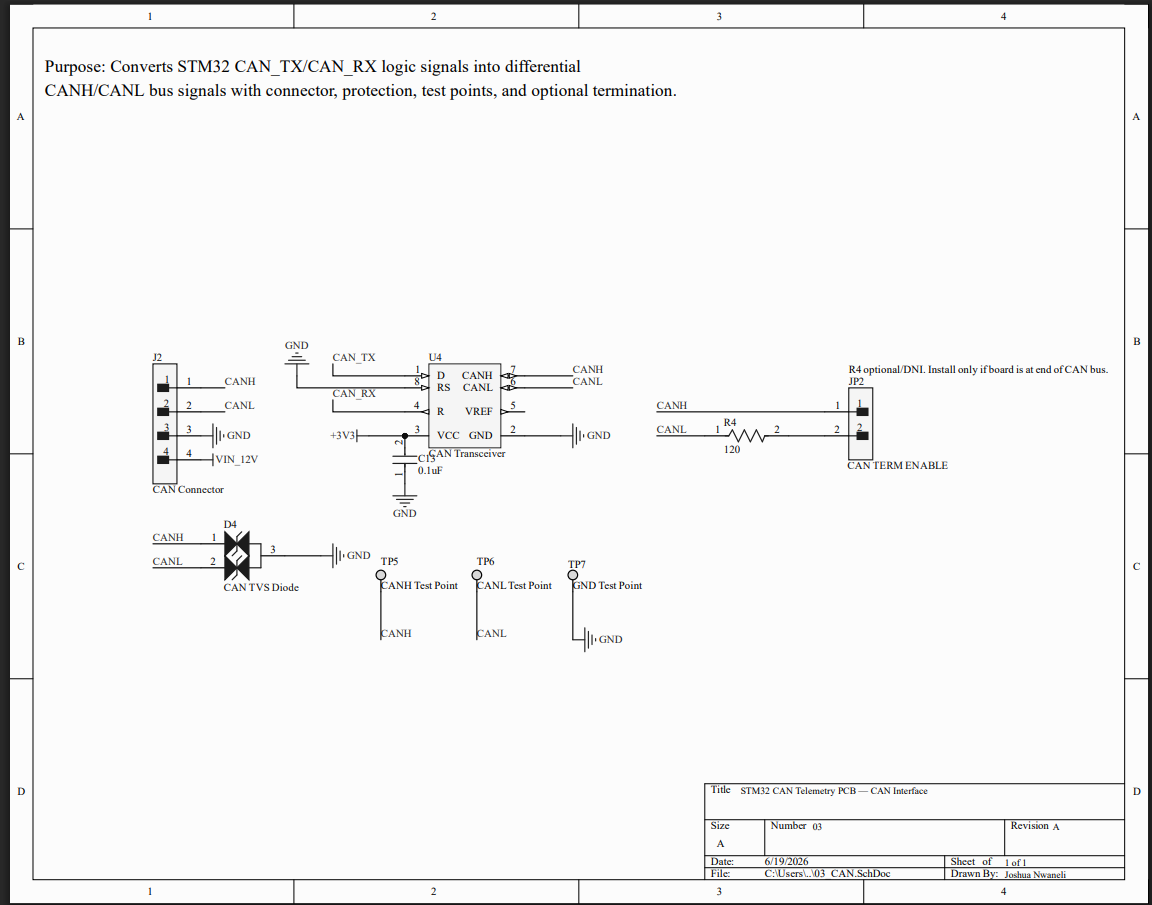 1 2 3 4
Purpose: Converts STM32 CAN_TX/CAN_RX logic signals into differential
CANH/CANL bus signals with connector, protection, test points, and optional termination.
A A
B B
J2
1 1 CANH
2 2 CANL
3 3 GND
4 4 VIN_12V
CAN Connector
GND
CAN_TX
CAN_RX
+3V3
U4
1 D CANH 7 CANH
8 RS CANL 6 CANL
4 R VREF 5
3 VCC GND 2 GND
CAN Transceiver
2
C13
0.1uF
1
GND
R4 optional/DNI. Install only if board is at end of CAN bus.
JP2
CANH 1 1
CANL 1 R4 2 2 2
120
CAN TERM ENABLE
C C
D4
CANH 1
CANL 2
3 GND
CAN TVS Diode
TP5 TP6 TP7
CANH Test Point CANL Test Point GND Test Point
CANH CANL GND
D D
Title STM32 CAN Telemetry PCB — CAN Interface
Size Number 03 Revision A
A
Date: 6/19/2026 Sheet of 1 of 1
File: C:\Users\..\03_CAN.SchDoc Drawn By: Joshua Nwaneli
1 2 3 4